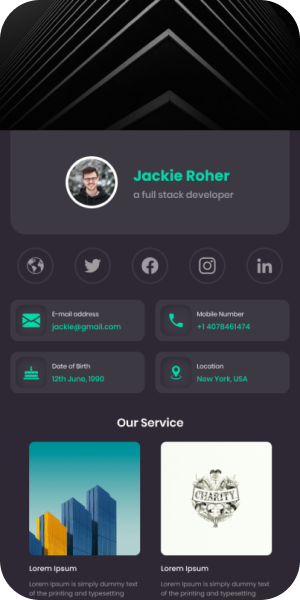 Jackie Roher
a full stack developer
E-mail address
jackie@gmail.com
Mobile Number
+1 4078461474
Date of Birth
12th June, 1990
Location
New York, USA
Our Service
CHARITY
Lorem Ipsum
Lorem Ipsum is simply dummy text
of the printing and typesetting
Lorem Ipsum
Lorem Ipsum is simply dummy text
of the printing and typesetting